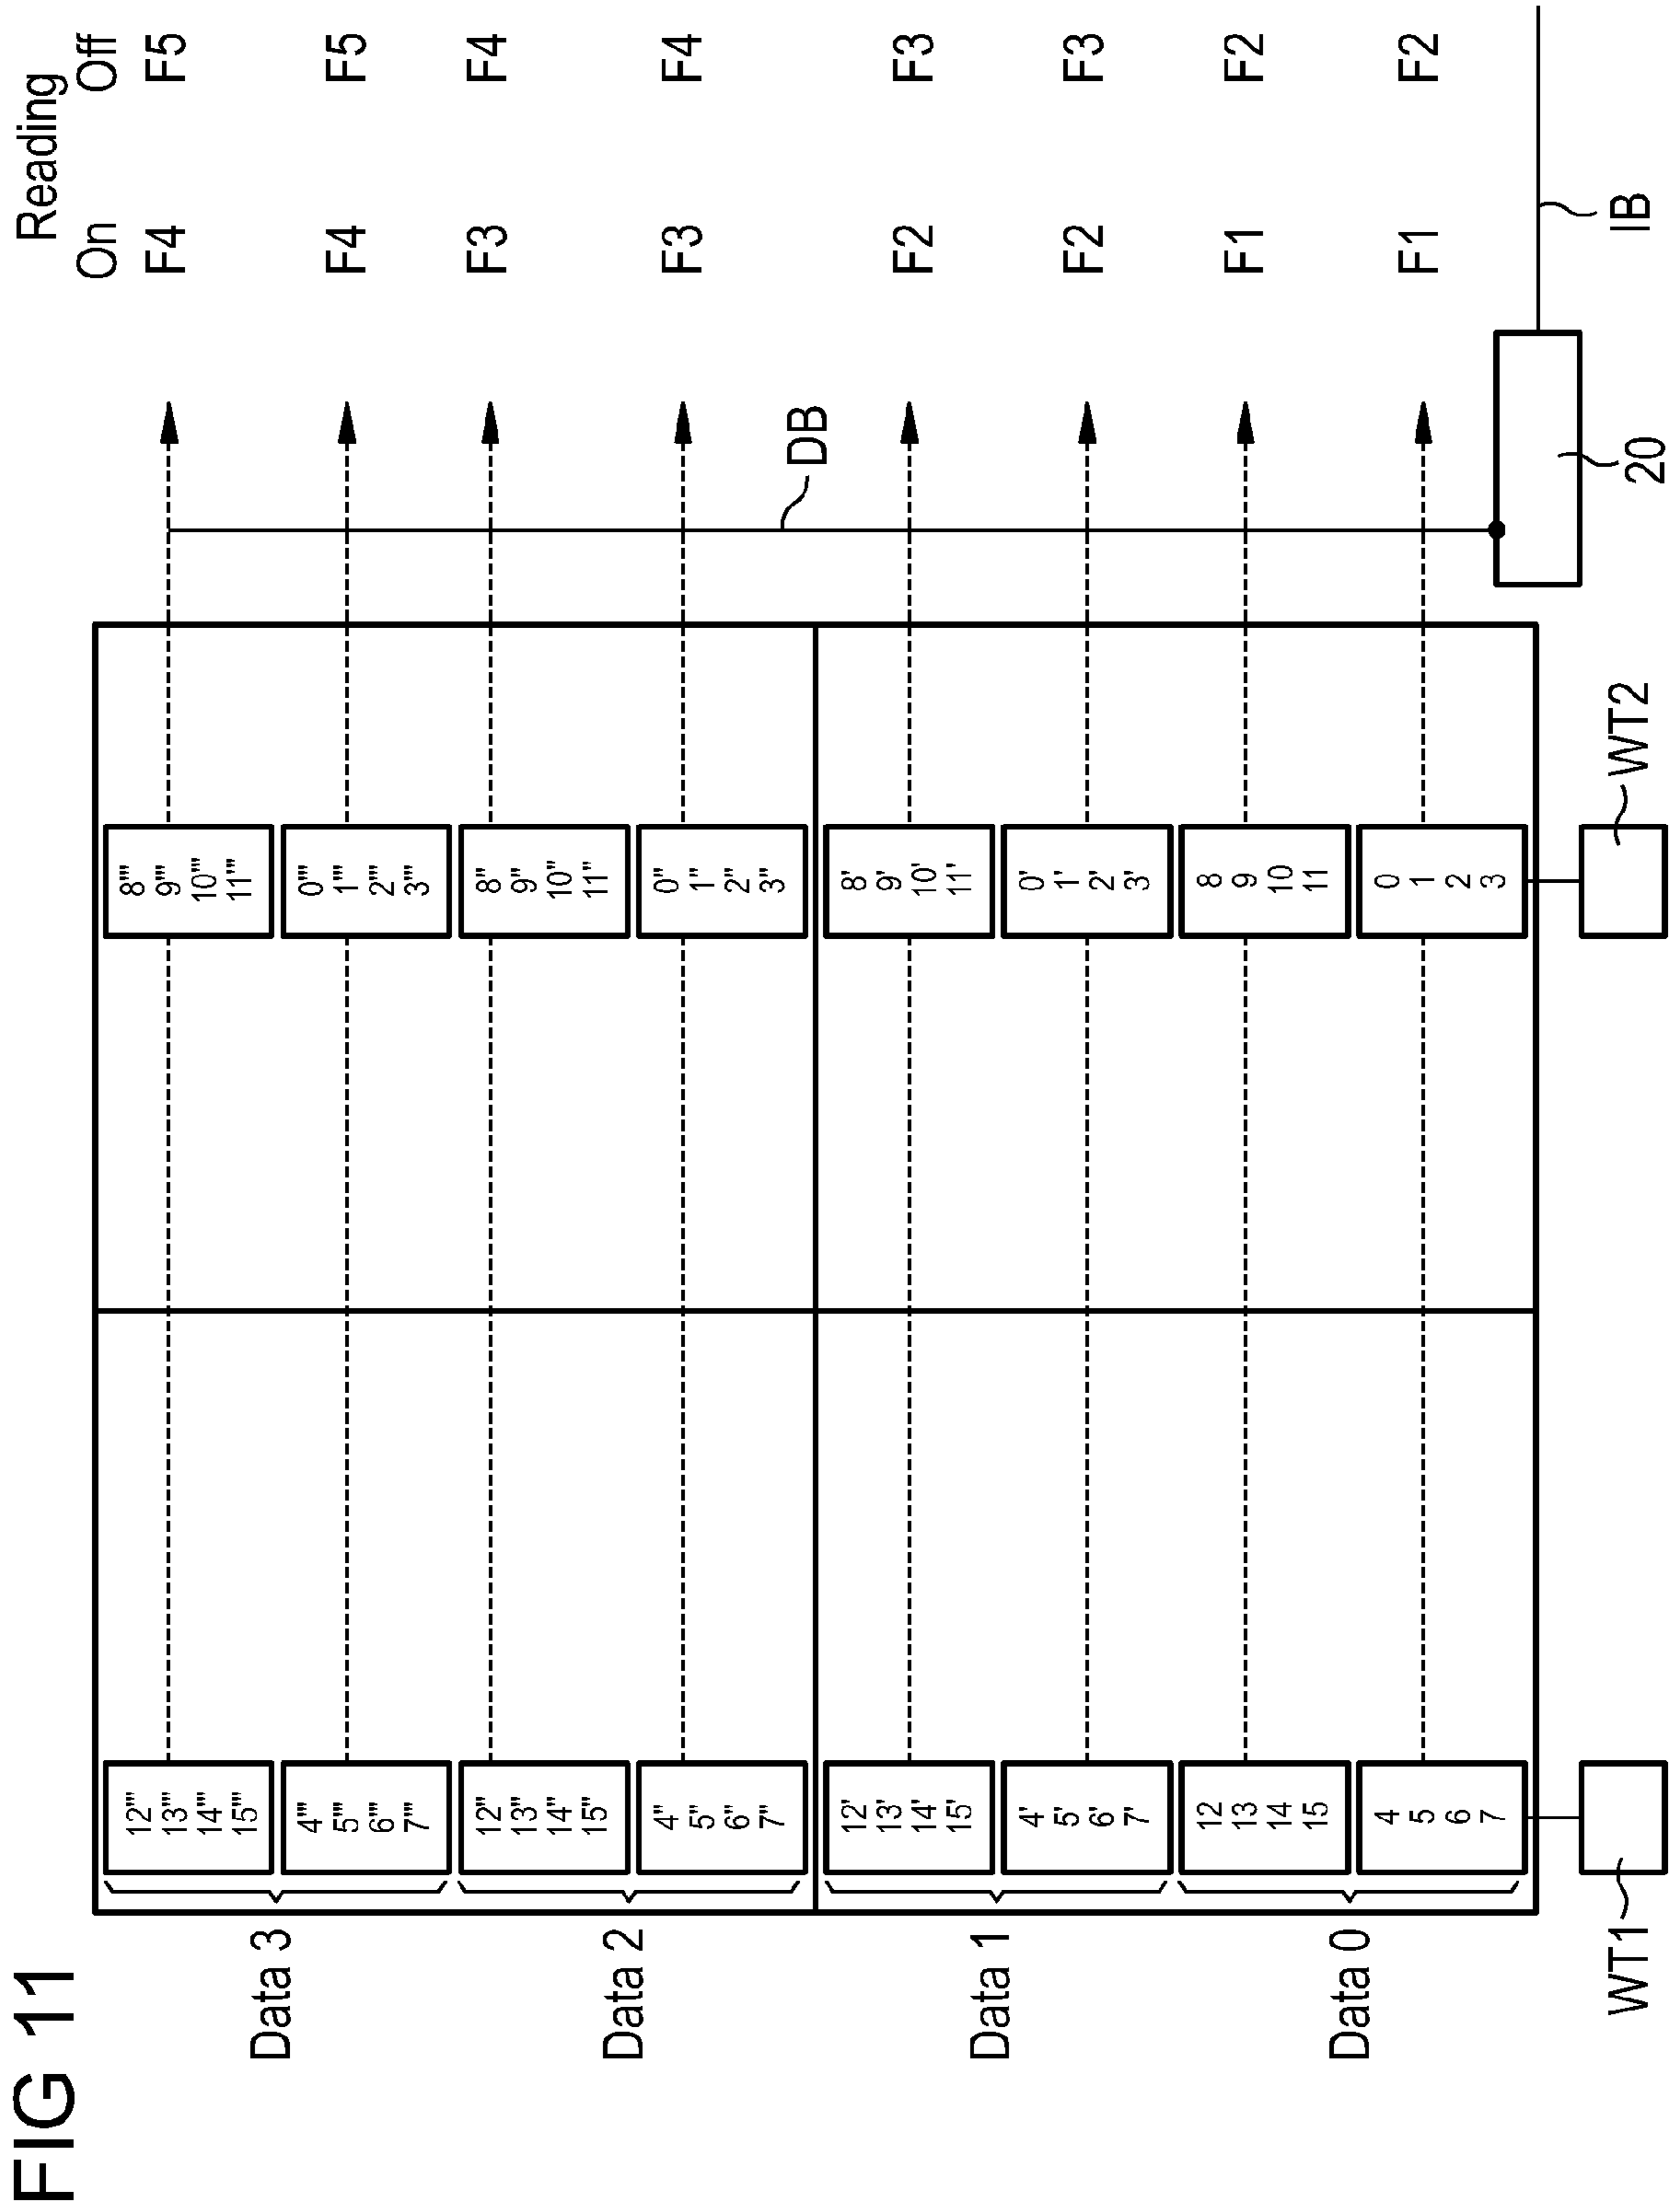 FIG 11
Reading
On Off
Data 3
12''' 8''' F4 F5
13''' 9'''
14''' 10'''
15''' 11'''
4''' 0''' F4 F5
5''' 1'''
6''' 2'''
7''' 3'''
Data 2
12'' 8'' F3 F4
13'' 9''
14'' 10''
15'' 11''
4'' 0'' F3 F4
5'' 1''
6'' 2''
7'' 3''
DB
Data 1
12' 8' F2 F3
13' 9'
14' 10'
15' 11'
4' 0' F2 F3
5' 1'
6' 2'
7' 3'
Data 0
12 8 F1 F2
13 9
14 10
15 11
4 0 F1 F2
5 1
6 2
7 3
WT1 WT2 20 IB